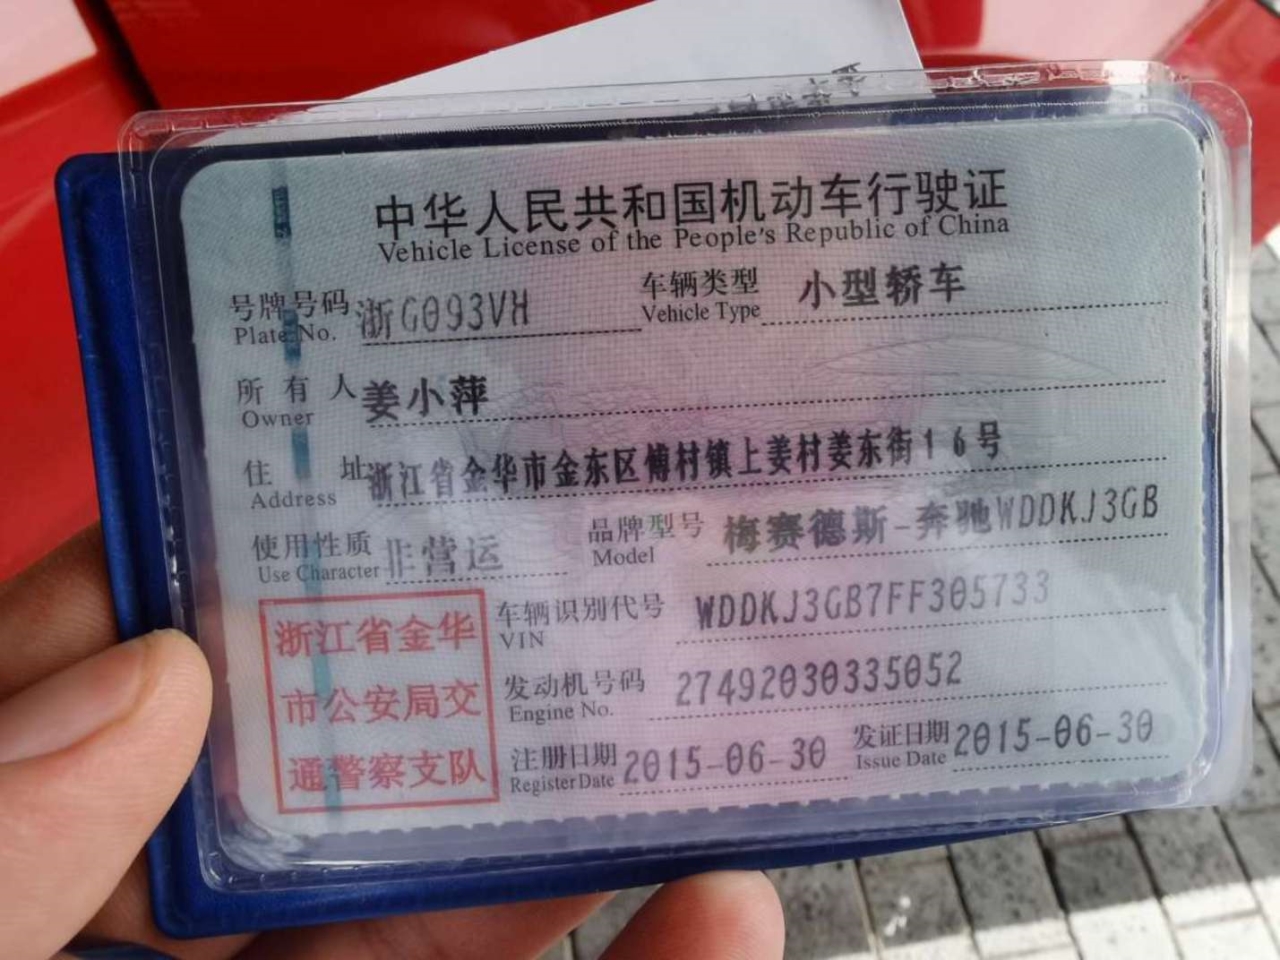 中华人民共和国机动车行驶证
Vehicle License of the People's Republic of China
号牌号码 浙G093VH 车辆类型 小型轿车
Plate No. Vehicle Type
所有人 姜小萍
Owner
住址 浙江省金华市金东区傅村镇上姜村姜东街16号
Address
使用性质 非营运 品牌型号 梅赛德斯-奔驰WDDKJ3GB
Use Character Model
浙江省金华
市公安局交
通警察支队
车辆识别代号 WDDKJ3GB7FF305733
VIN
发动机号码 27492030335052
Engine No.
注册日期 2015-06-30 发证日期 2015-06-30
Register Date Issue Date